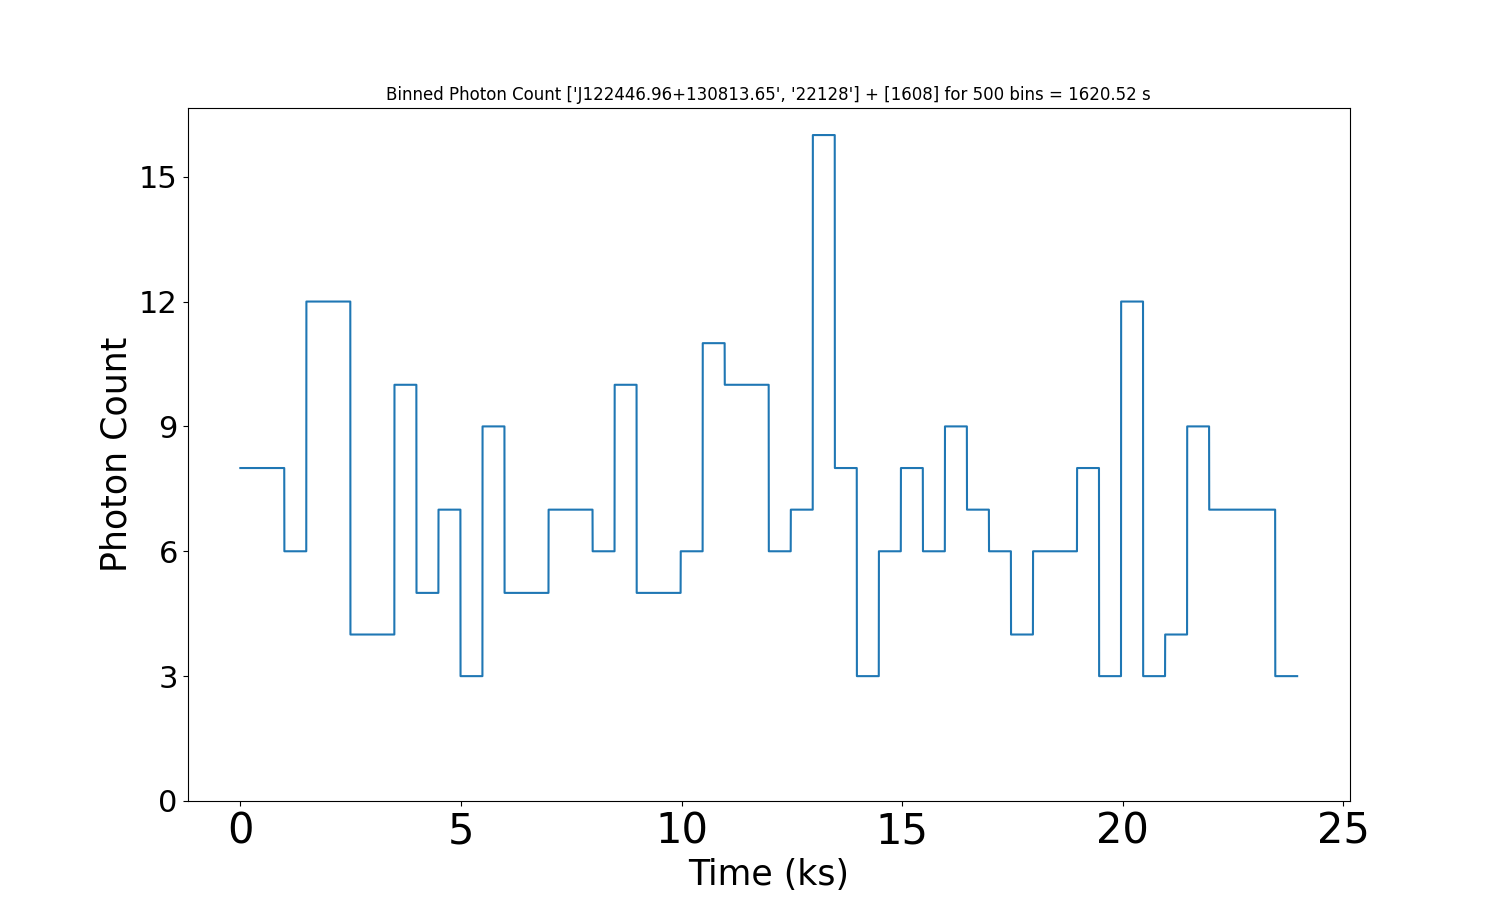 Binned Photon Count ['J122446.96+130813.65', '22128'] + [1608] for 500 bins = 1620.52 s
15
12
9
6
3
0
Photon Count
0 5 10 15 20 25
Time (ks)